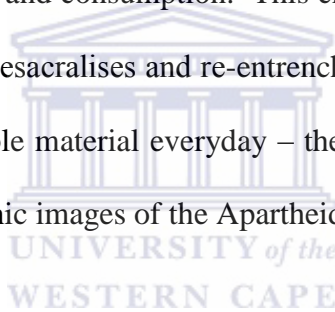 and consumption. This
esacralises and re-entrench
le material everyday – the
nic images of the Apartheid
UNIVERSITY of the
WESTERN CAPE